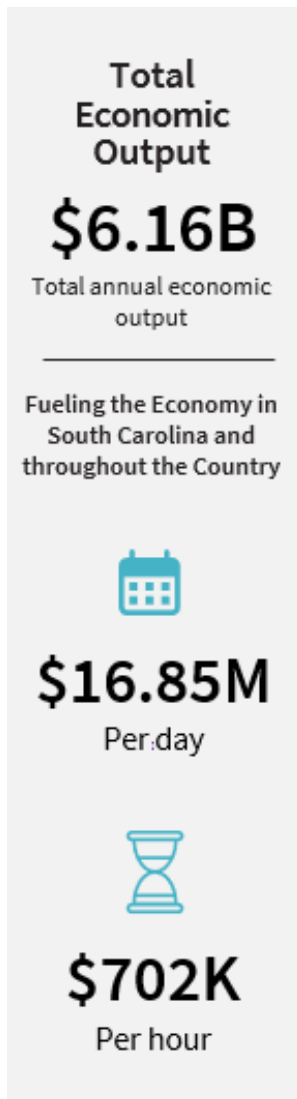 Total
Economic
Output
$6.16B
Total annual economic
output
Fueling the Economy in
South Carolina and
throughout the Country
$16.85M
Per day
$702K
Per hour